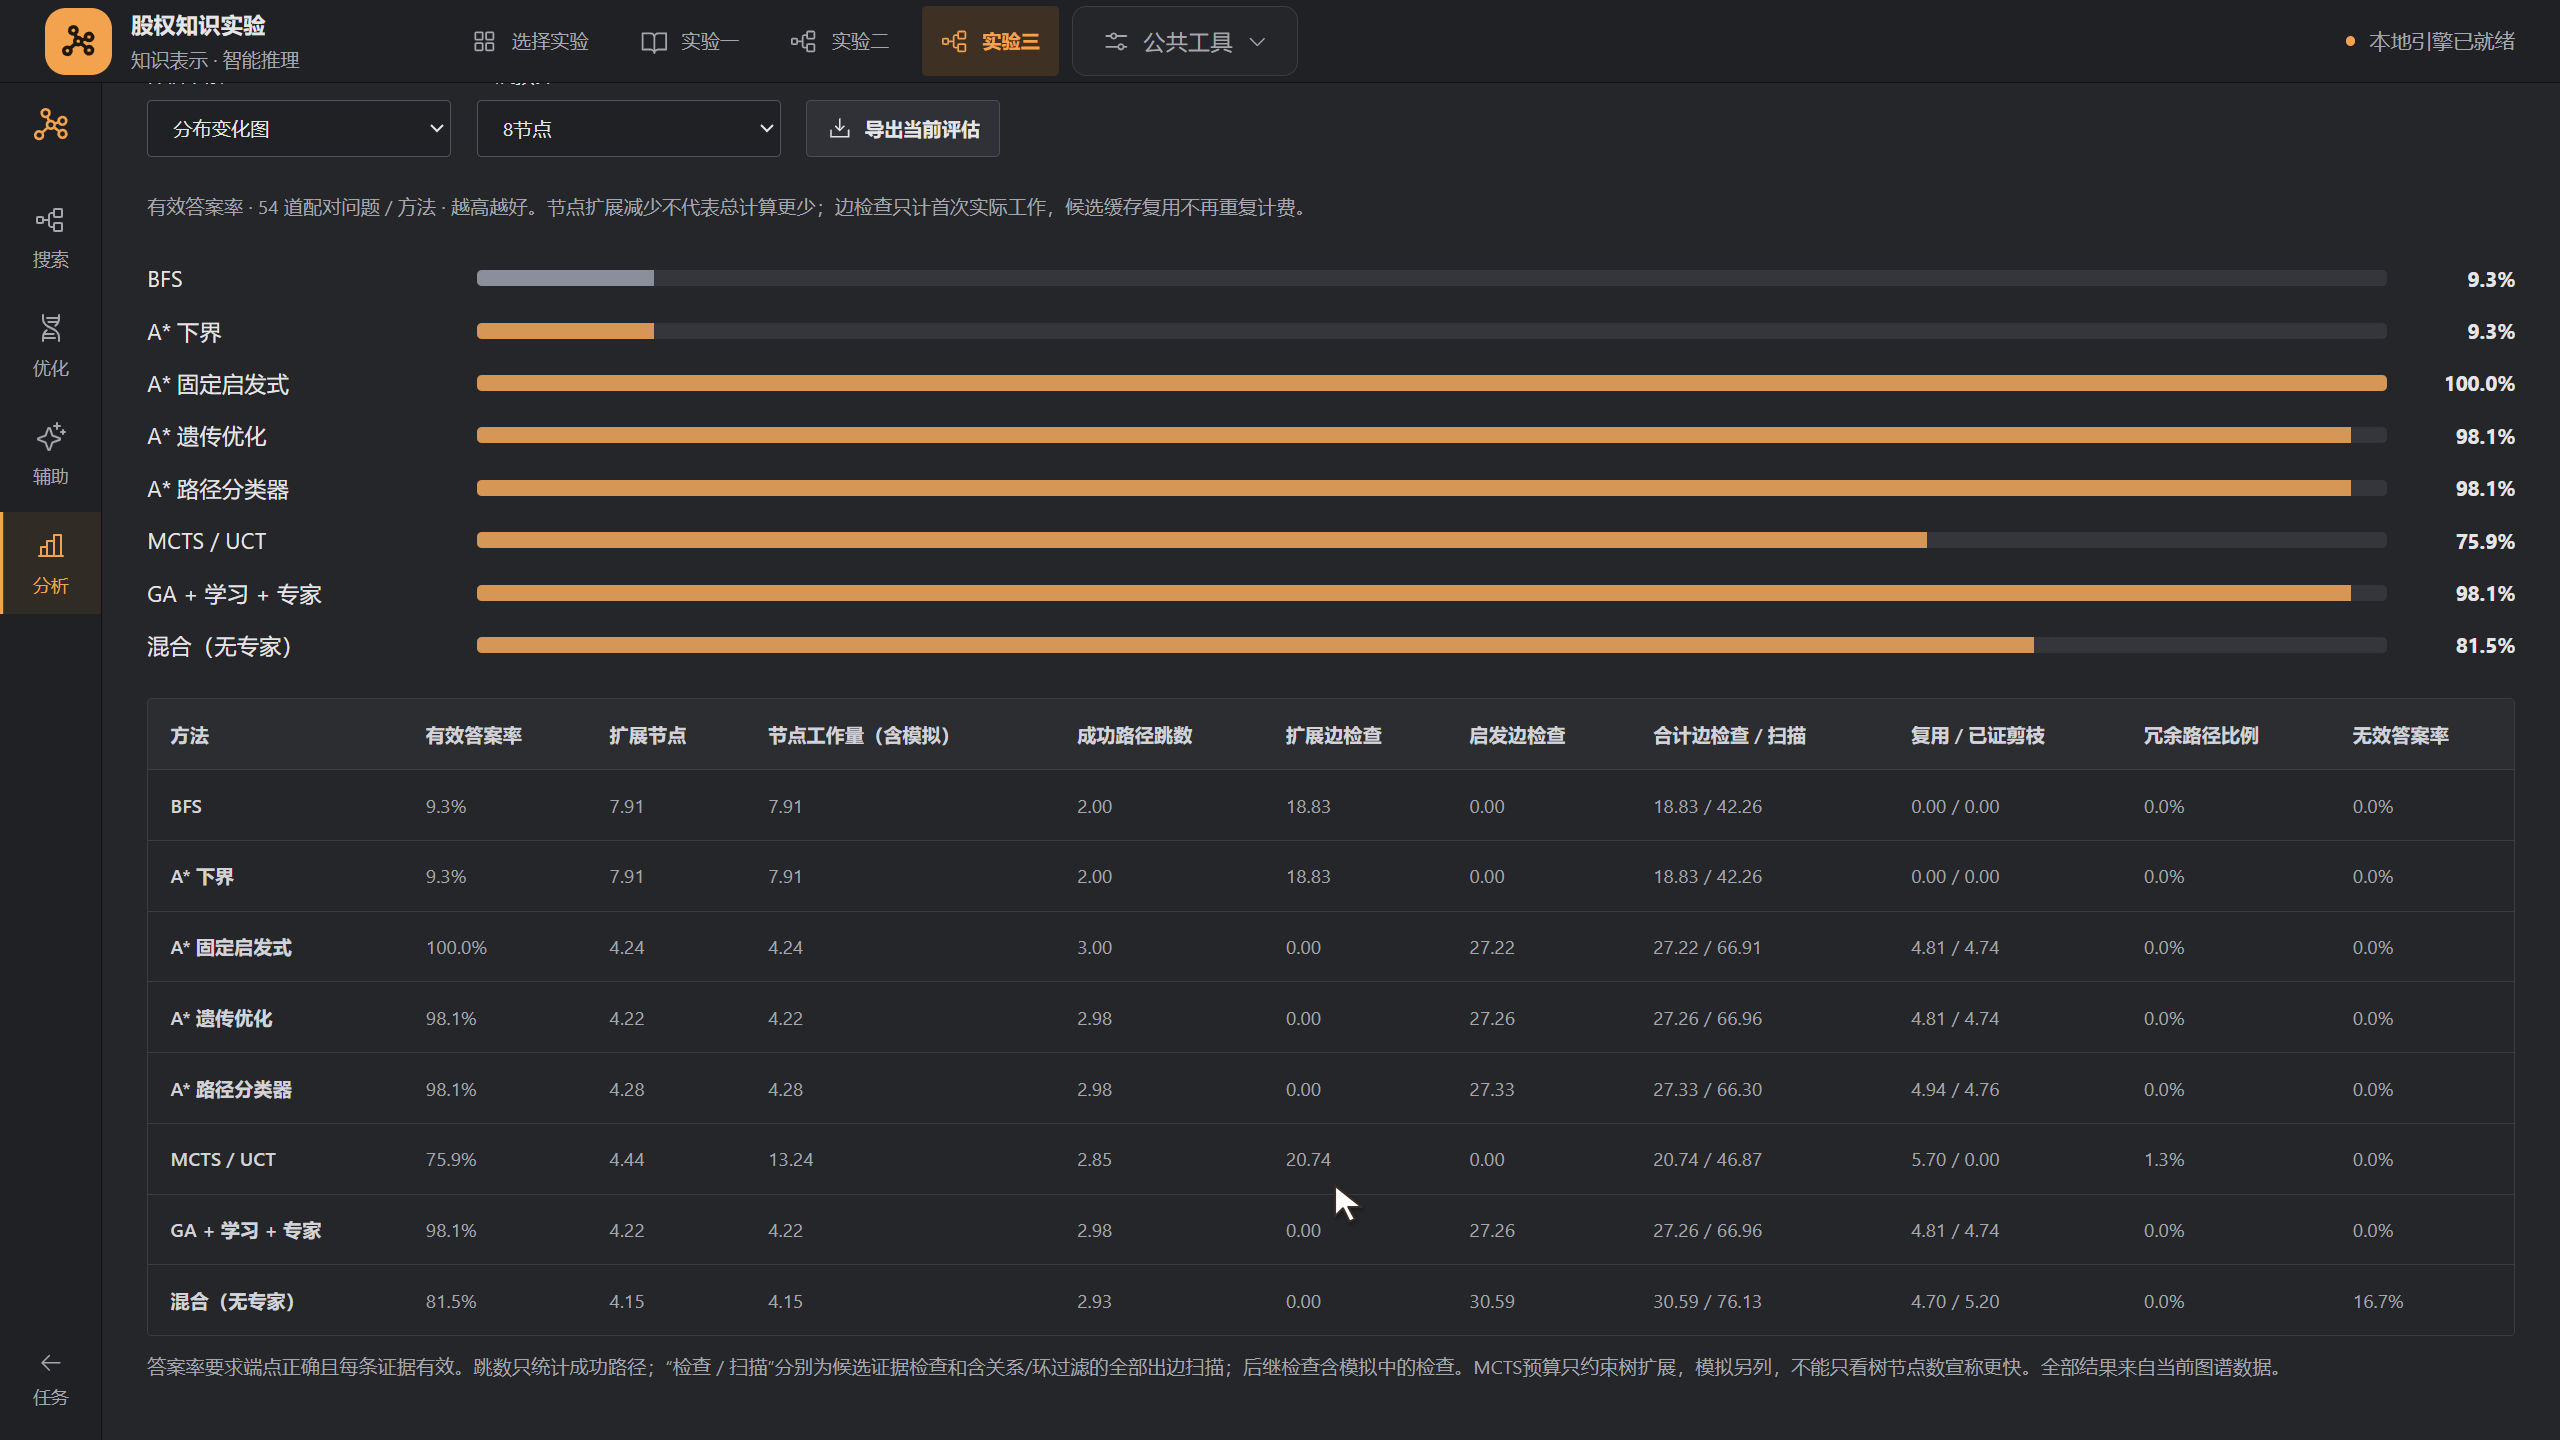 股权知识实验
知识表示 · 智能推理
选择实验
实验一
实验二
实验三
公共工具
本地引擎已就绪
搜索
优化
辅助
分析
任务
分布变化图
8节点
导出当前评估
有效答案率 · 54 道配对问题 / 方法 · 越高越好。节点扩展减少不代表总计算更少；边检查只计首次实际工作，候选缓存复用不再重复计费。
BFS 9.3%
A* 下界 9.3%
A* 固定启发式 100.0%
A* 遗传优化 98.1%
A* 路径分类器 98.1%
MCTS / UCT 75.9%
GA + 学习 + 专家 98.1%
混合（无专家） 81.5%
方法 有效答案率 扩展节点 节点工作量（含模拟） 成功路径跳数 扩展边检查 启发边检查 合计边检查 / 扫描 复用 / 已证剪枝 冗余路径比例 无效答案率
BFS 9.3% 7.91 7.91 2.00 18.83 0.00 18.83 / 42.26 0.00 / 0.00 0.0% 0.0%
A* 下界 9.3% 7.91 7.91 2.00 18.83 0.00 18.83 / 42.26 0.00 / 0.00 0.0% 0.0%
A* 固定启发式 100.0% 4.24 4.24 3.00 0.00 27.22 27.22 / 66.91 4.81 / 4.74 0.0% 0.0%
A* 遗传优化 98.1% 4.22 4.22 2.98 0.00 27.26 27.26 / 66.96 4.81 / 4.74 0.0% 0.0%
A* 路径分类器 98.1% 4.28 4.28 2.98 0.00 27.33 27.33 / 66.30 4.94 / 4.76 0.0% 0.0%
MCTS / UCT 75.9% 4.44 13.24 2.85 20.74 0.00 20.74 / 46.87 5.70 / 0.00 1.3% 0.0%
GA + 学习 + 专家 98.1% 4.22 4.22 2.98 0.00 27.26 27.26 / 66.96 4.81 / 4.74 0.0% 0.0%
混合（无专家） 81.5% 4.15 4.15 2.93 0.00 30.59 30.59 / 76.13 4.70 / 5.20 0.0% 16.7%
答案率要求端点正确且每条证据有效。跳数只统计成功路径；“检查 / 扫描”分别为候选证据检查和含关系/环过滤的全部出边扫描；后继检查含模拟中的检查。MCTS预算只约束树扩展，模拟另列，不能只看树节点数宣称更快。全部结果来自当前图谱数据。